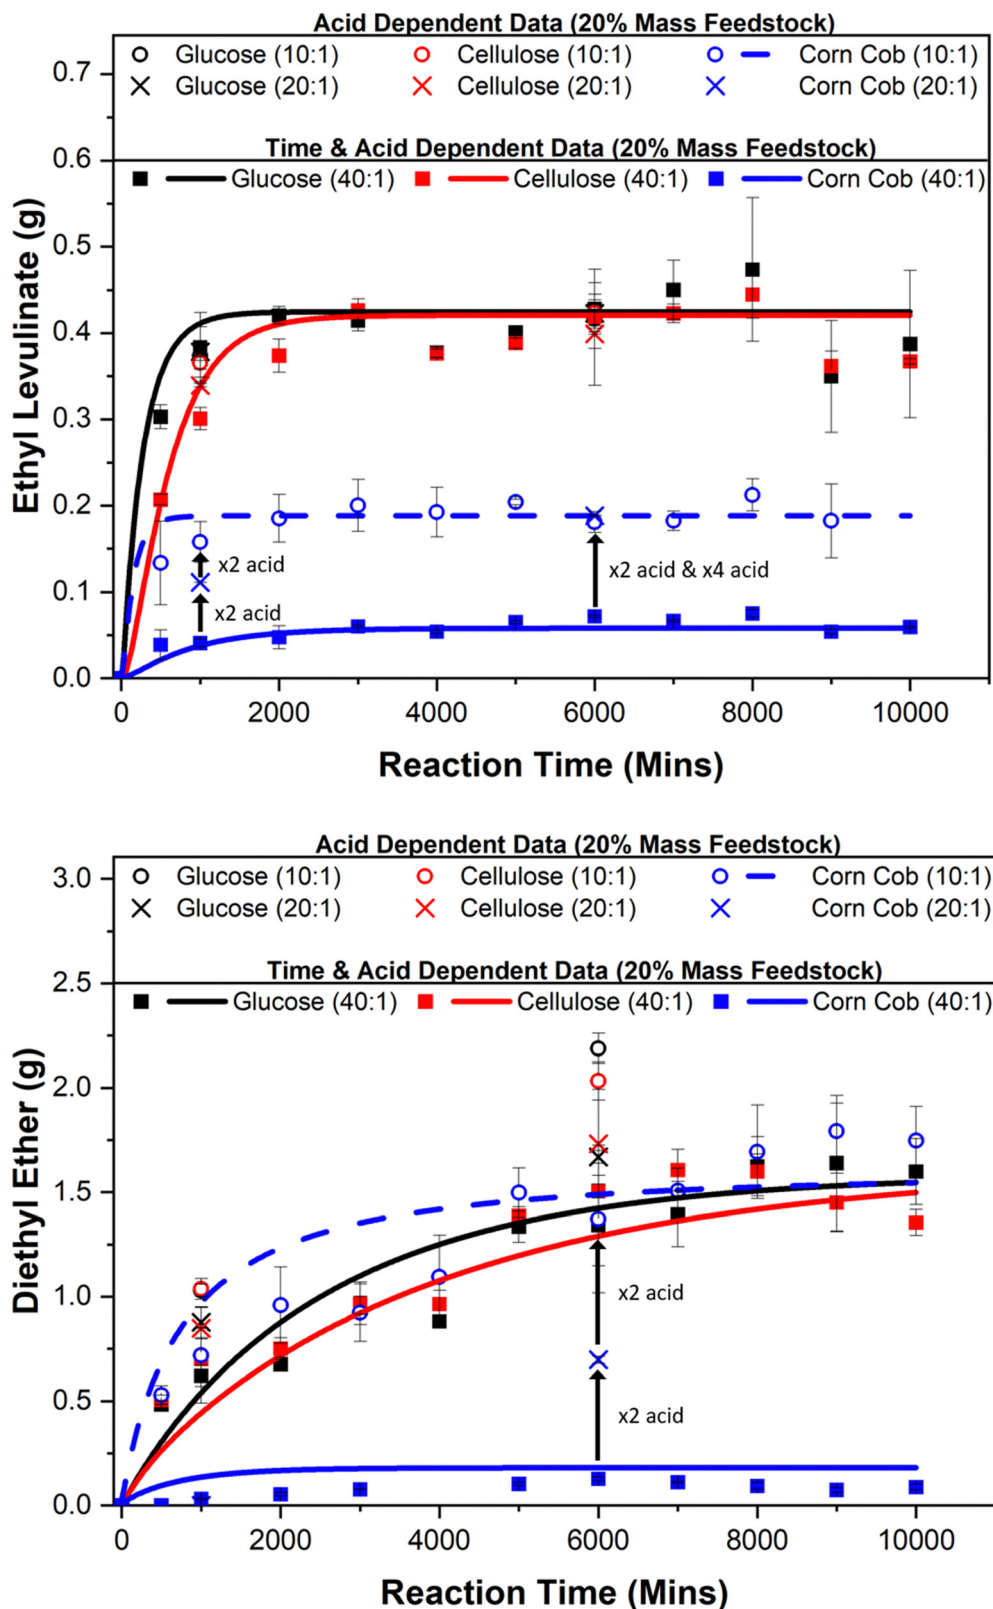 Acid Dependent Data (20% Mass Feedstock)
Glucose (10:1) Cellulose (10:1) Corn Cob (10:1)
Glucose (20:1) Cellulose (20:1) Corn Cob (20:1)
Time & Acid Dependent Data (20% Mass Feedstock)
Glucose (40:1) Cellulose (40:1) Corn Cob (40:1)
Ethyl Levulinate (g)
0.7
0.6
0.5
0.4
0.3
0.2
0.1
0.0
x2 acid
x2 acid
x2 acid & x4 acid
0 2000 4000 6000 8000 10000
Reaction Time (Mins)
Acid Dependent Data (20% Mass Feedstock)
Glucose (10:1) Cellulose (10:1) Corn Cob (10:1)
Glucose (20:1) Cellulose (20:1) Corn Cob (20:1)
Time & Acid Dependent Data (20% Mass Feedstock)
Glucose (40:1) Cellulose (40:1) Corn Cob (40:1)
Diethyl Ether (g)
3.0
2.5
2.0
1.5
1.0
0.5
0.0
x2 acid
x2 acid
0 2000 4000 6000 8000 10000
Reaction Time (Mins)